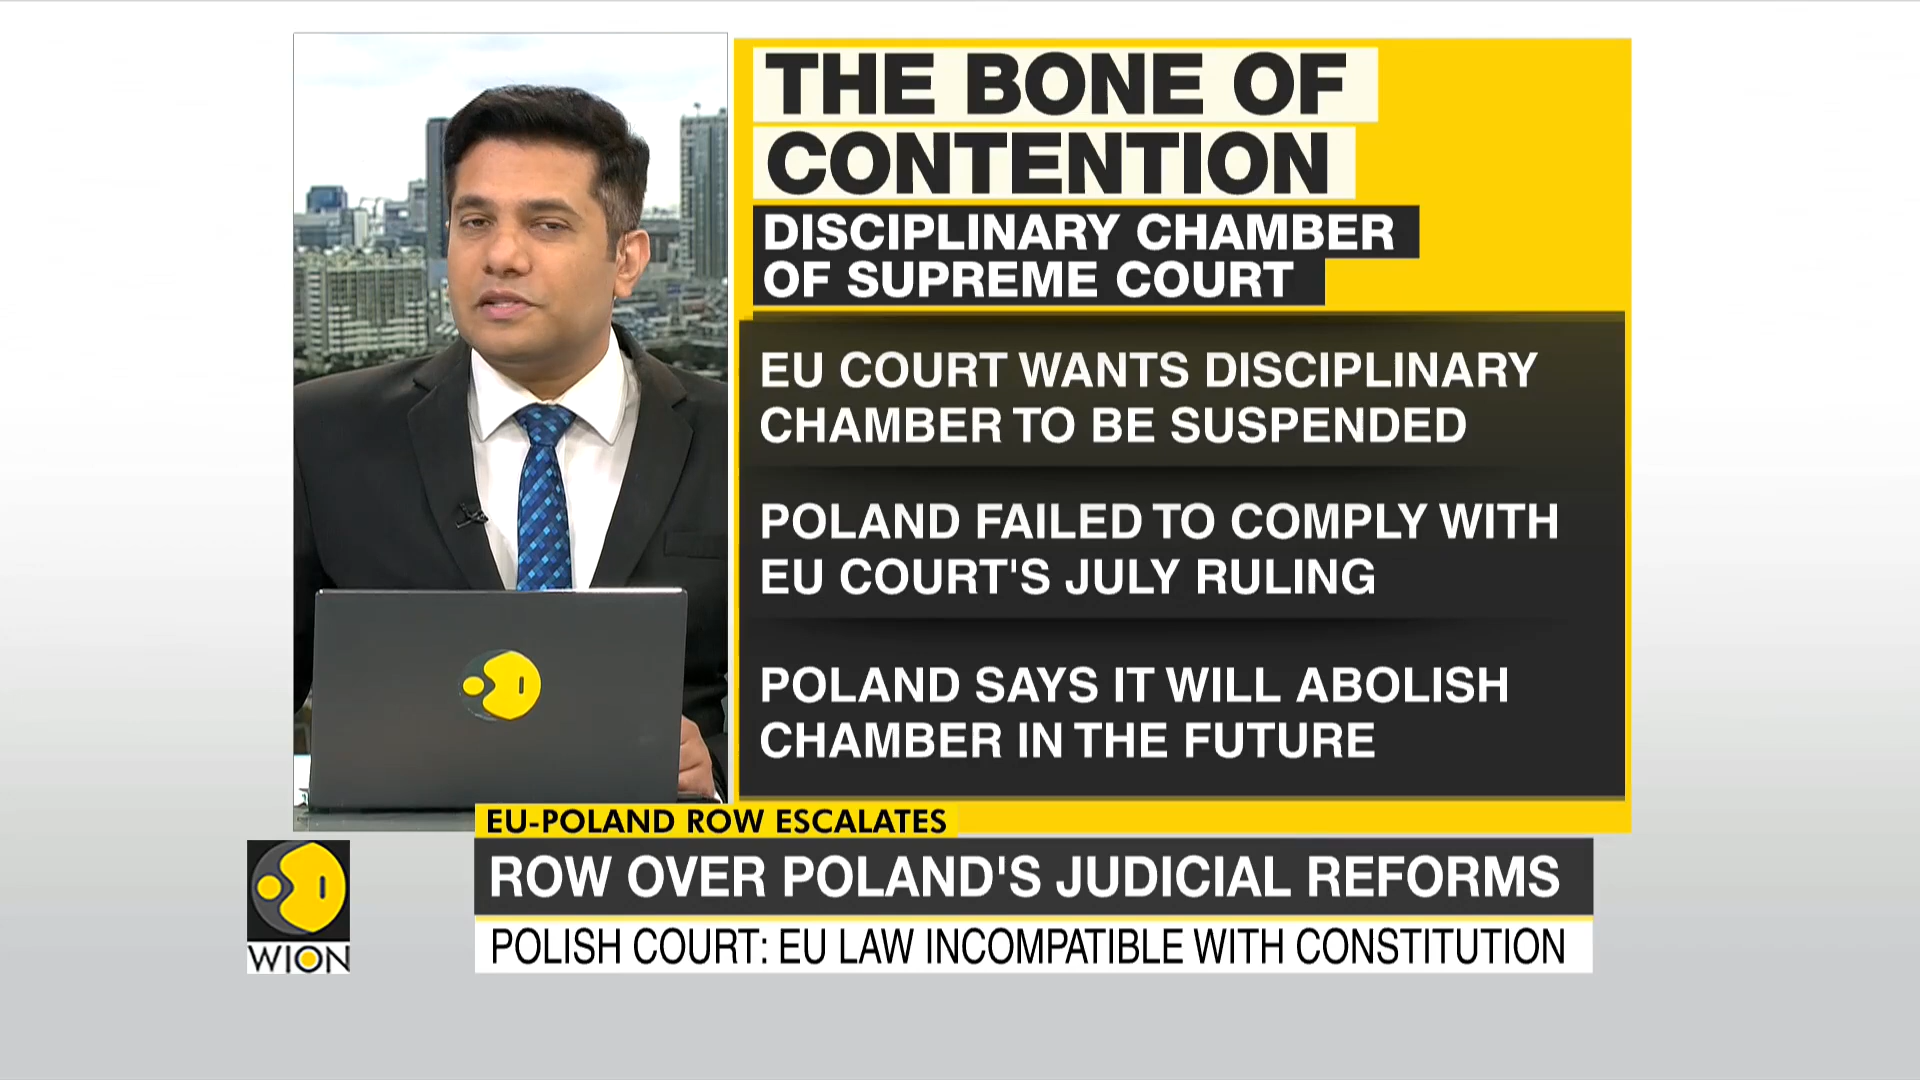 THE BONE OF
CONTENTION
DISCIPLINARY CHAMBER
OF SUPREME COURT
EU COURT WANTS DISCIPLINARY
CHAMBER TO BE SUSPENDED
POLAND FAILED TO COMPLY WITH
EU COURT'S JULY RULING
POLAND SAYS IT WILL ABOLISH
CHAMBER IN THE FUTURE
EU-POLAND ROW ESCALATES
ROW OVER POLAND'S JUDICIAL REFORMS
POLISH COURT: EU LAW INCOMPATIBLE WITH CONSTITUTION
WION